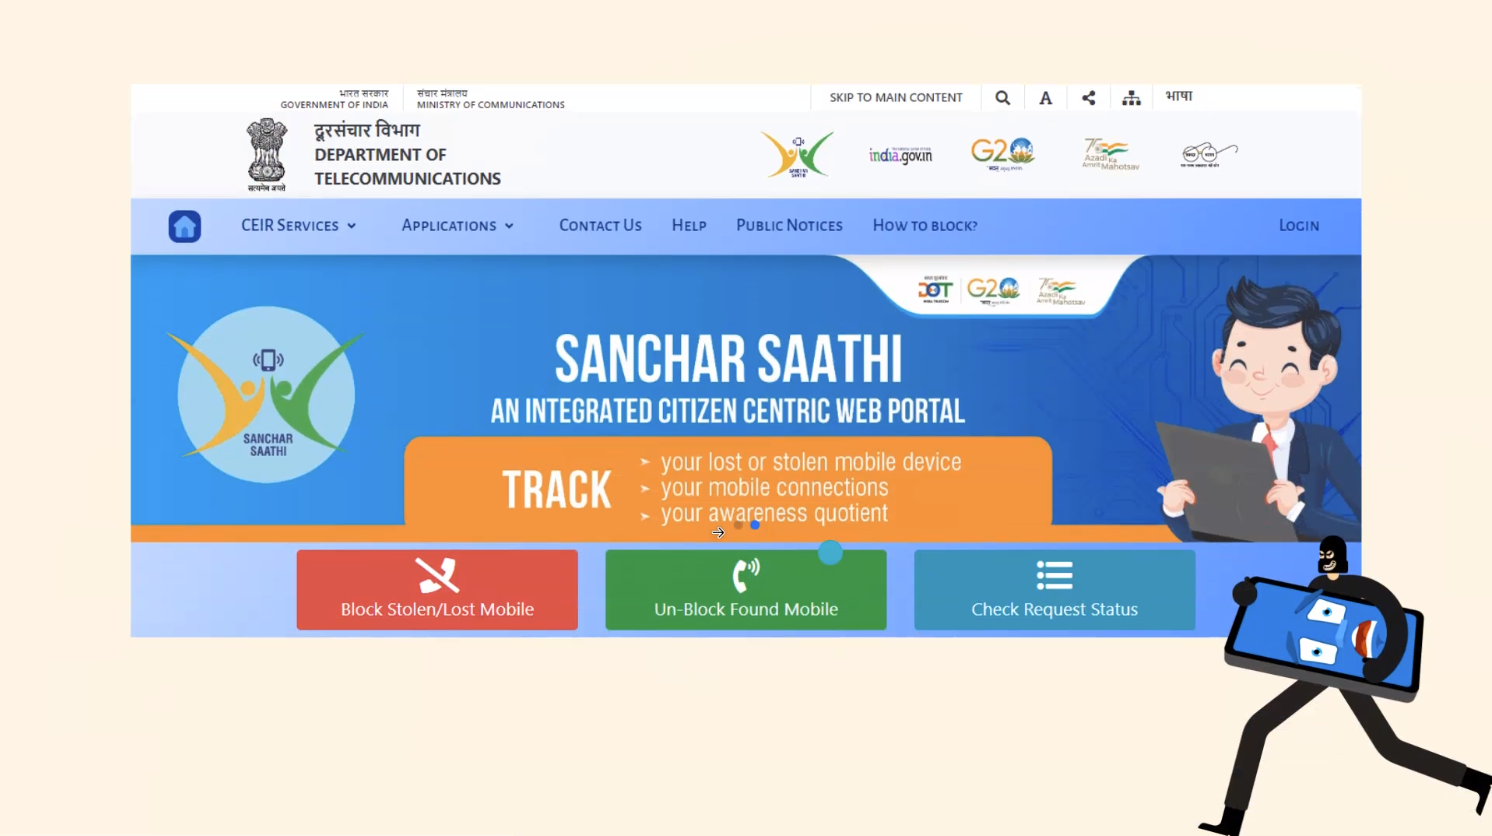 भारत सरकार
GOVERNMENT OF INDIA
संचार मंत्रालय
MINISTRY OF COMMUNICATIONS
SKIP TO MAIN CONTENT
A
भाषा
सत्यमेव जयते
दूरसंचार विभाग
DEPARTMENT OF
TELECOMMUNICATIONS
SANCHAR
SAATHI
india.gov.in
G20
75
Azadi Ka
Amrit Mahotsav
CEIR SERVICES
APPLICATIONS
CONTACT US
HELP
PUBLIC NOTICES
HOW TO BLOCK?
LOGIN
DOT
G20
75
Azadi Ka
Amrit Mahotsav
SANCHAR
SAATHI
SANCHAR SAATHI
AN INTEGRATED CITIZEN CENTRIC WEB PORTAL
TRACK
your lost or stolen mobile device
your mobile connections
your awareness quotient
Block Stolen/Lost Mobile
Un-Block Found Mobile
Check Request Status